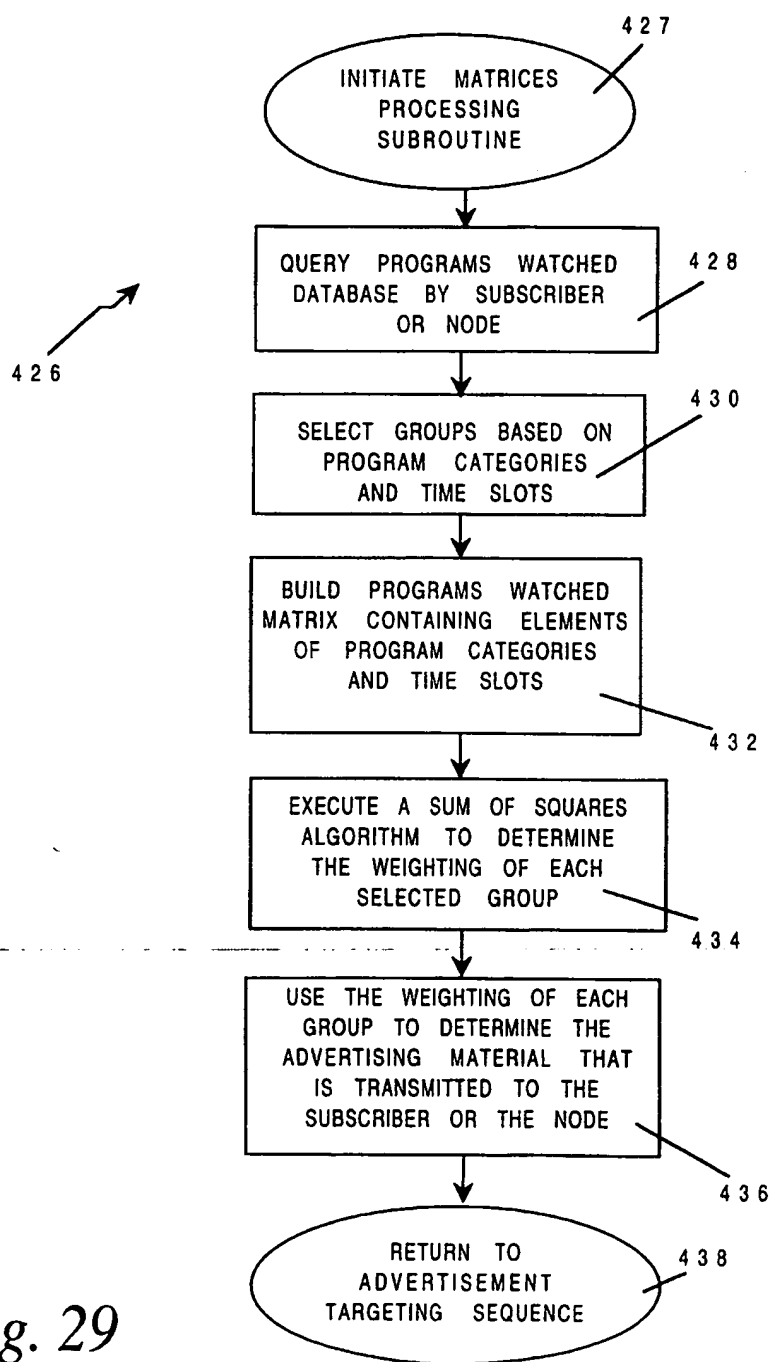 427
INITIATE MATRICES
PROCESSING
SUBROUTINE
QUERY PROGRAMS WATCHED
DATABASE BY SUBSCRIBER
OR NODE
428
426
430
SELECT GROUPS BASED ON
PROGRAM CATEGORIES
AND TIME SLOTS
BUILD PROGRAMS WATCHED
MATRIX CONTAINING ELEMENTS
OF PROGRAM CATEGORIES
AND TIME SLOTS
432
EXECUTE A SUM OF SQUARES
ALGORITHM TO DETERMINE
THE WEIGHTING OF EACH
SELECTED GROUP
434
USE THE WEIGHTING OF EACH
GROUP TO DETERMINE THE
ADVERTISING MATERIAL THAT
IS TRANSMITTED TO THE
SUBSCRIBER OR THE NODE
436
RETURN TO
ADVERTISEMENT
TARGETING SEQUENCE
438
g. 29